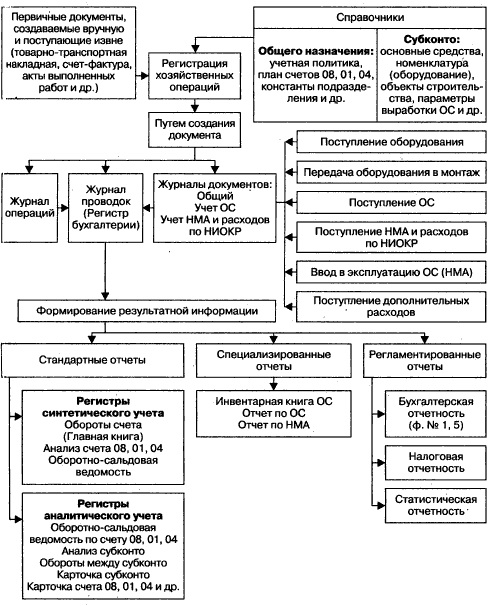 Первичные документы,
создаваемые вручную
и поступающие извне
(товарно-транспортная
накладная, счет-фактура,
акты выполненных
работ и др.)
Регистрация
хозяйственных
операций
Справочники
Общего назначения:
учетная политика,
план счетов 08, 01, 04,
константы подразде-
ления и др.
Субконто:
основные средства,
номенклатура
(оборудование),
объекты строитель-
ства, параметры
выработки ОС и др.
Путем создания
документа
Журнал
операций
Журнал
проводок
(Регистр
бухгалтерии)
Журналы документов:
Общий
Учет ОС
Учет НМА и расходов
по НИОКР
Поступление оборудования
Передача оборудования в монтаж
Поступление ОС
Поступление НМА и расходов
по НИОКР
Ввод в эксплуатацию ОС (НМА)
Поступление дополнительных
расходов
Формирование результатной информации
Стандартные отчеты
Специализированные
отчеты
Регламентированные
отчеты
Регистры
синтетического учета
Обороты счета
(Главная книга)
Анализ счета 08, 01, 04
Оборотно-сальдовая
ведомость
Регистры
аналитического учета
Оборотно-сальдовая
ведомость по счету 08, 01, 04
Анализ субконто
Обороты между субконто
Карточка субконто
Карточка счета 08, 01, 04 и др.
Инвентарная книга ОС
Отчет по ОС
Отчет по НМА
Бухгалтерская
отчетность
(ф. № 1, 5)
Налоговая
отчетность
Статистическая
отчетность